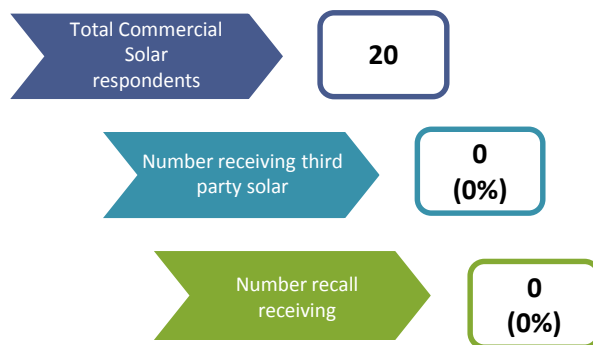 Total Commercial
Solar
respondents
20
Number receiving third
party solar
0
(0%)
Number recall
receiving
0
(0%)